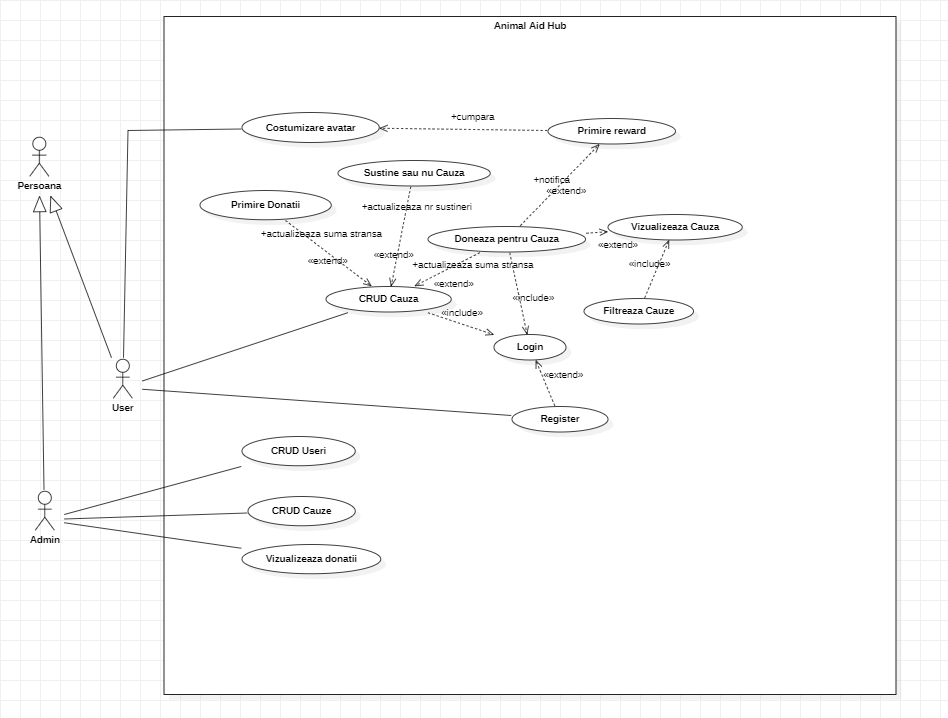 Animal Aid Hub
+cumpara
Costumizare avatar
Primire reward
Persoana
Sustine sau nu Cauza
+notifica
«extend»
Primire Donatii
+actualizeaza nr sustineri
Vizualizeaza Cauza
+actualizeaza suma stransa
Doneaza pentru Cauza
«extend»
«extend»
«extend»
+actualizeaza suma stransa
«include»
«extend»
CRUD Cauza
«include»
Filtreaza Cauze
«include»
Login
«extend»
User
Register
CRUD Useri
CRUD Cauze
Admin
Vizualizeaza donatii